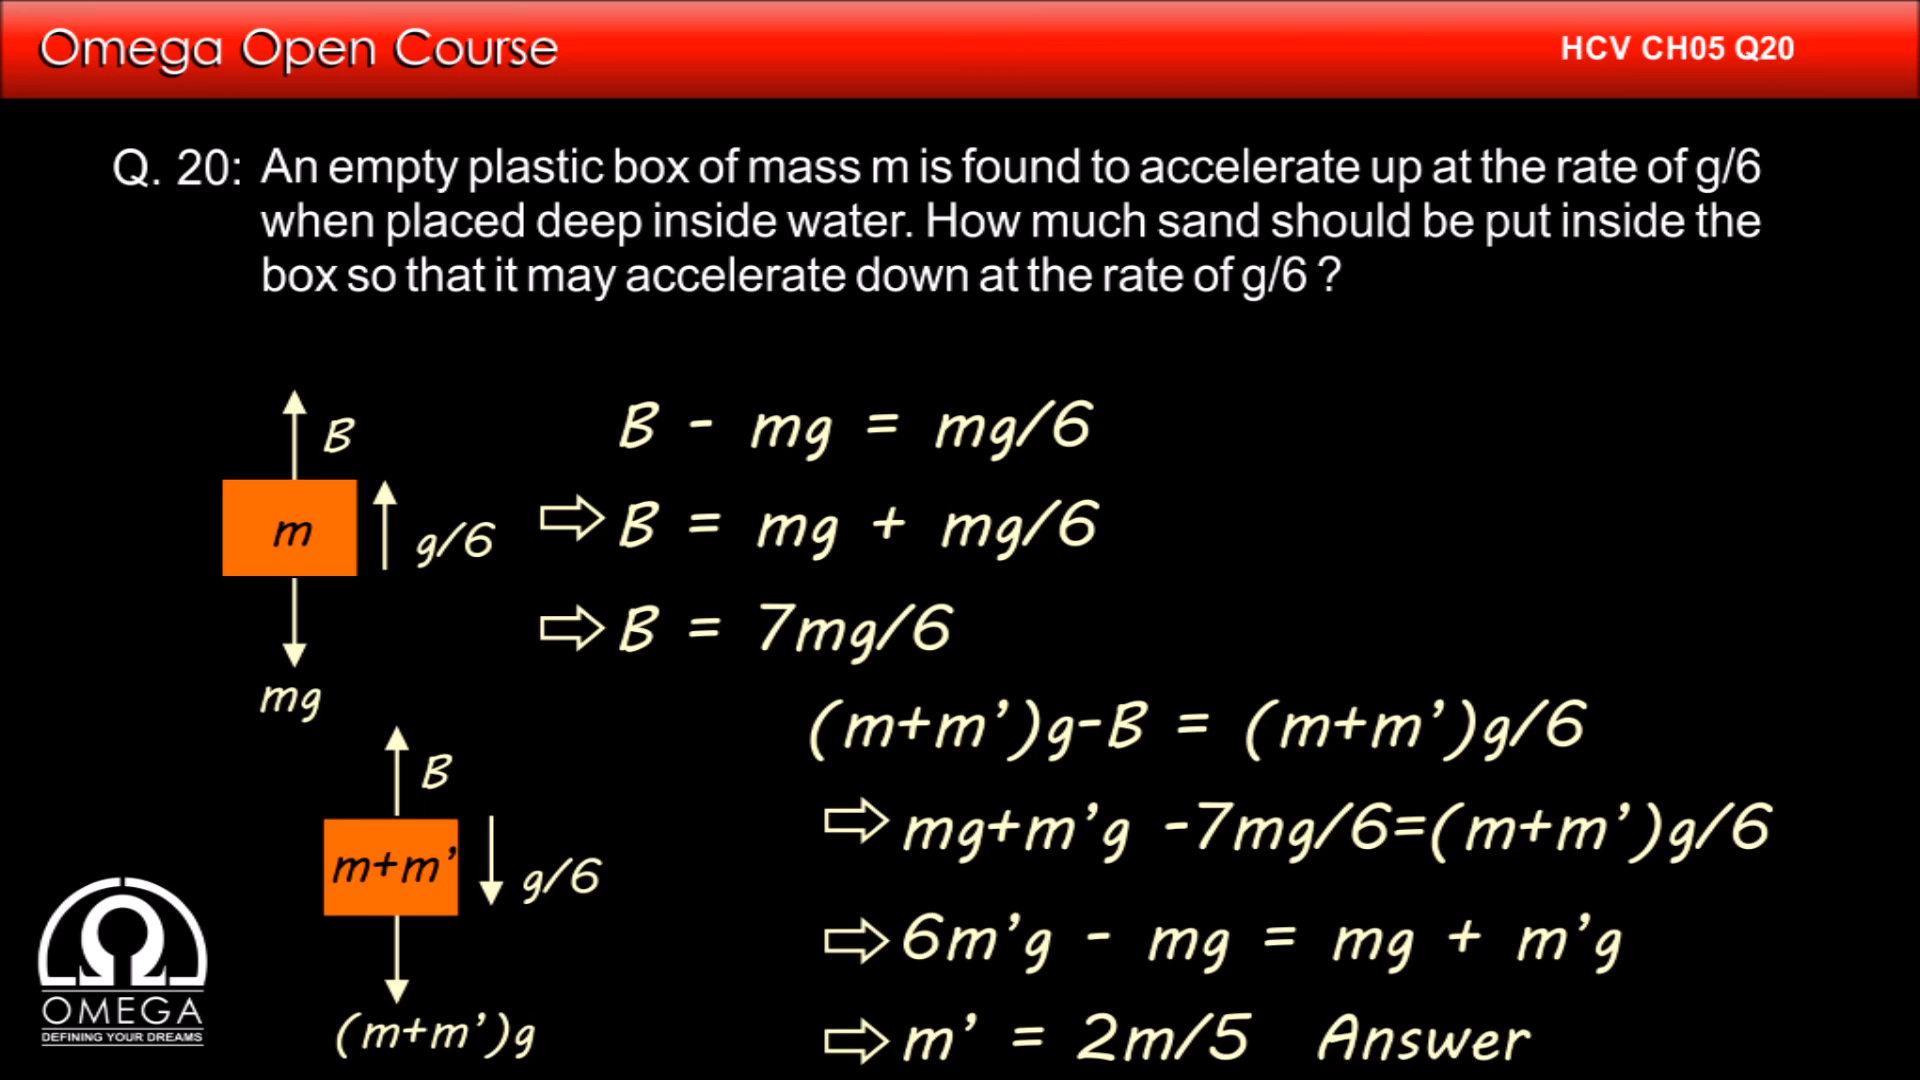 Omega Open Course
HCV CH05 Q20
Q. 20: An empty plastic box of mass m is found to accelerate up at the rate of g/6
when placed deep inside water. How much sand should be put inside the
box so that it may accelerate down at the rate of g/6 ?
B
m
g/6
mg
B - mg = mg/6
⇨ B = mg + mg/6
⇨ B = 7mg/6
B
m+m’
g/6
(m+m’)g
(m+m’)g-B = (m+m’)g/6
⇨ mg+m’g -7mg/6=(m+m’)g/6
⇨ 6m’g - mg = mg + m’g
⇨ m’ = 2m/5 Answer
OMEGA
DEFINING YOUR DREAMS